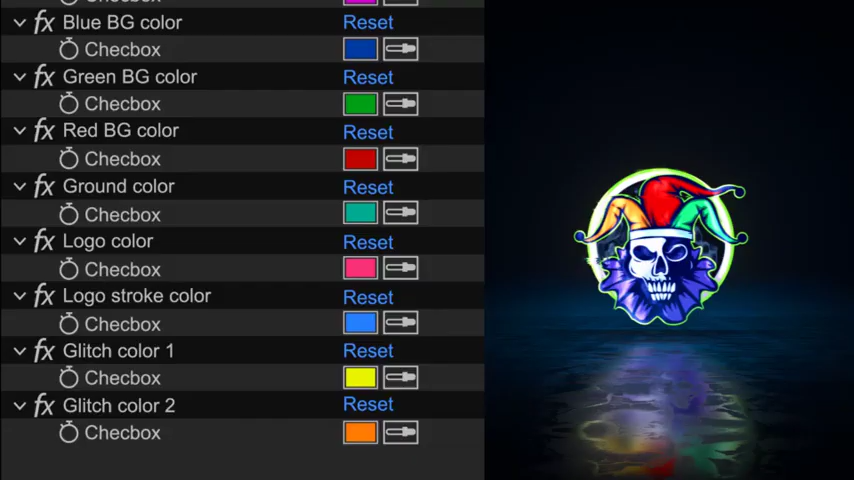 Checbox
Blue BG color Reset
Checbox
Green BG color Reset
Checbox
Red BG color Reset
Checbox
Ground color Reset
Checbox
Logo color Reset
Checbox
Logo stroke color Reset
Checbox
Glitch color 1 Reset
Checbox
Glitch color 2 Reset
Checbox